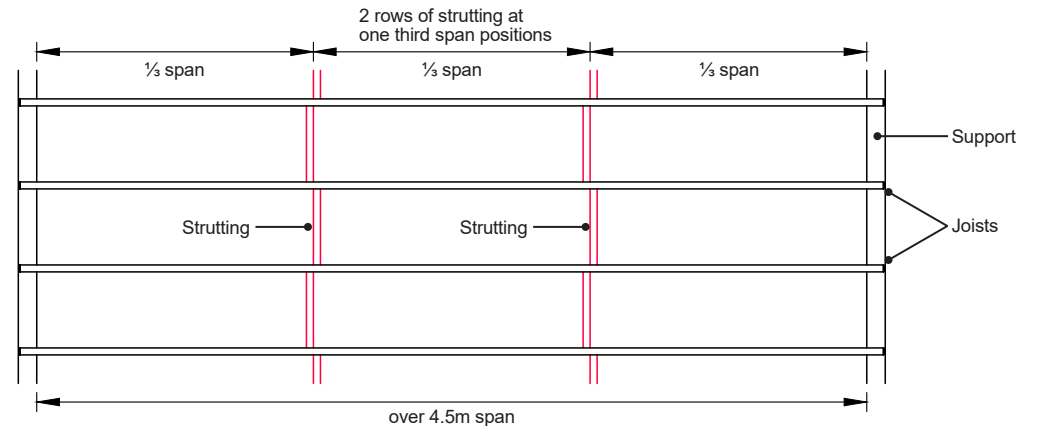 2 rows of strutting at
one third span positions
⅓ span
⅓ span
⅓ span
Support
Strutting
Strutting
Joists
over 4.5m span